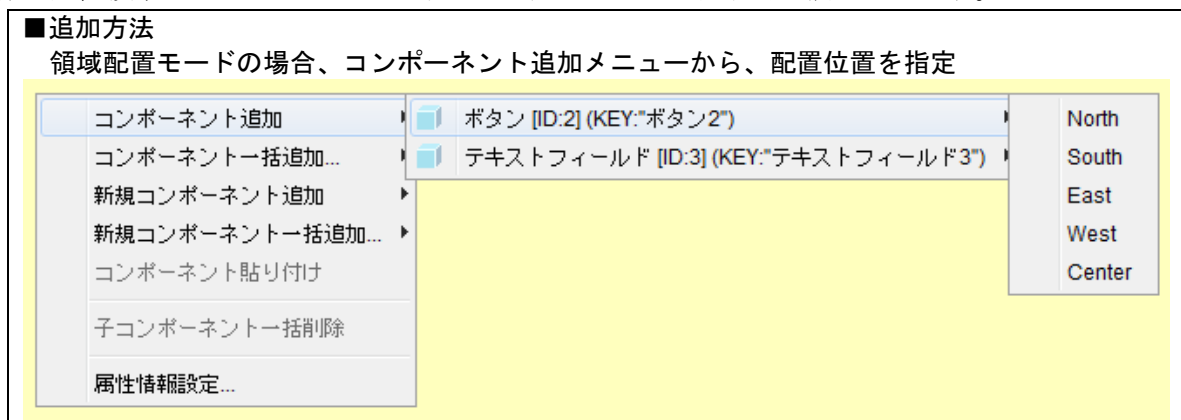 ■追加方法
領域配置モードの場合、コンポーネント追加メニューから、配置位置を指定
コンポーネント追加
ボタン [ID:2] (KEY:"ボタン2")
North
コンポーネント一括追加...
テキストフィールド [ID:3] (KEY:"テキストフィールド3")
South
新規コンポーネント追加
East
新規コンポーネント一括追加...
West
コンポーネント貼り付け
Center
子コンポーネント一括削除
属性情報設定...